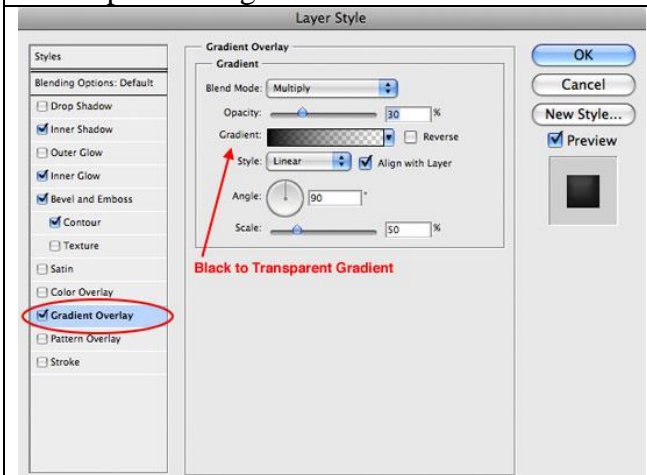 Layer Style
Styles
Blending Options: Default
Drop Shadow
Inner Shadow
Outer Glow
Inner Glow
Bevel and Emboss
Contour
Texture
Satin
Color Overlay
Gradient Overlay
Pattern Overlay
Stroke
Gradient Overlay
Gradient
Blend Mode: Multiply
Opacity: 30 %
Gradient: Reverse
Style: Linear Align with Layer
Angle: 90 °
Scale: 50 %
Black to Transparent Gradient
OK
Cancel
New Style...
Preview